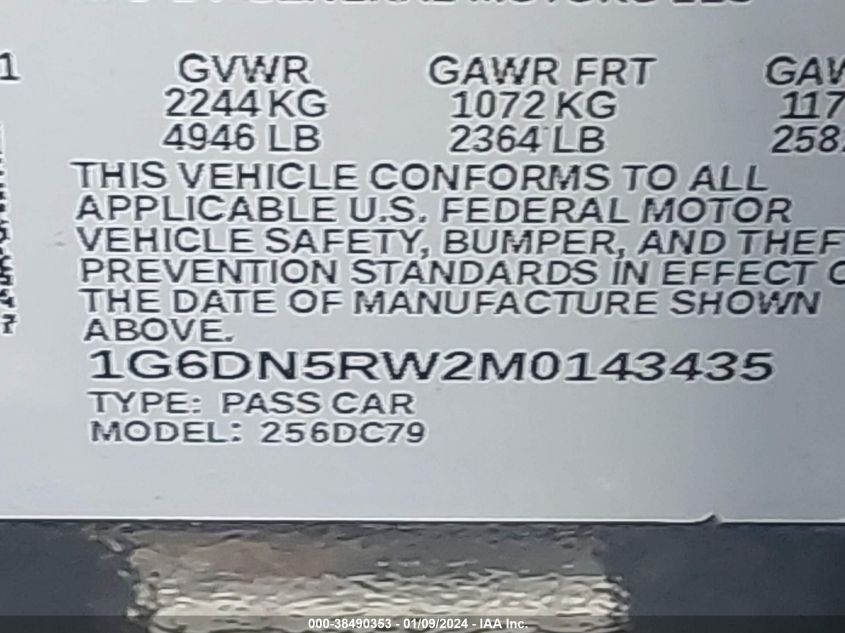 GVWR GAWR FRT
2244 KG 1072 KG
4946 LB 2364 LB
THIS VEHICLE CONFORMS TO ALL
APPLICABLE U.S. FEDERAL MOTOR
VEHICLE SAFETY, BUMPER, AND THEF
PREVENTION STANDARDS IN EFFECT
THE DATE OF MANUFACTURE SHOWN
ABOVE.
1G6DN5RW2M0143435
TYPE: PASS CAR
MODEL: 256DC79
000-38490353 - 01/09/2024 - IAA Inc.